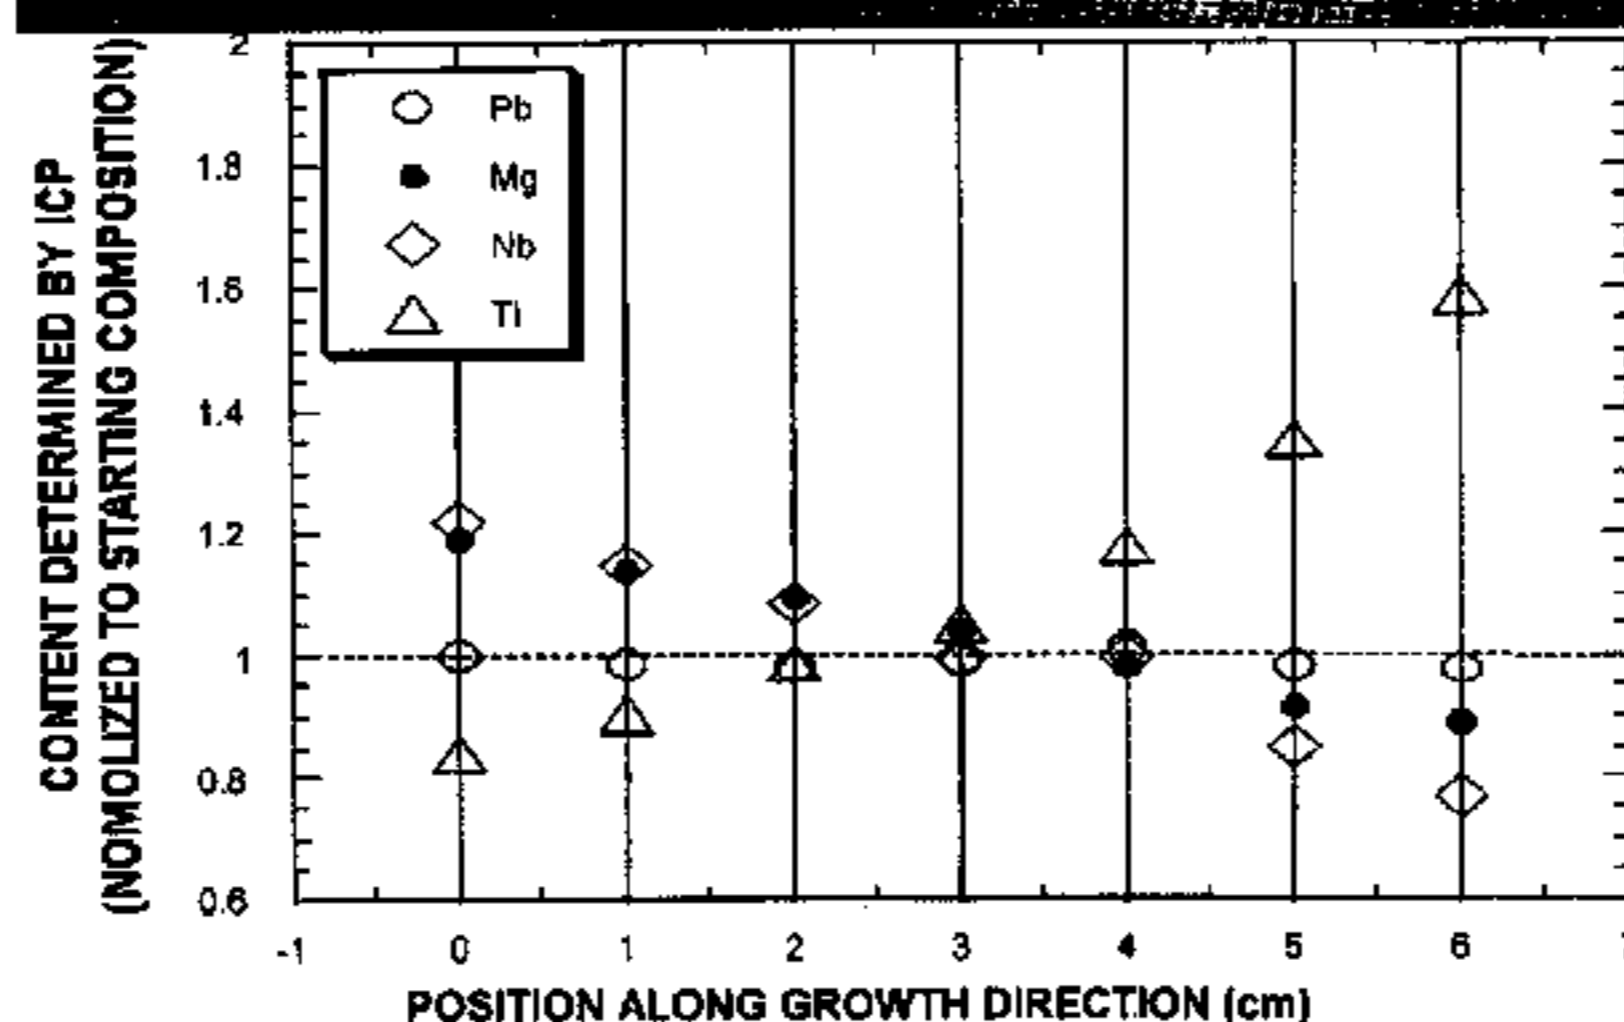 CONTENT DETERMINED BY ICP
(NOMOLIZED TO STARTING COMPOSITION)
2
1.8
1.6
1.4
1.2
1
0.8
0.6
Pb
Mg
Nb
Ti
-1 0 1 2 3 4 5 6
POSITION ALONG GROWTH DIRECTION (cm)